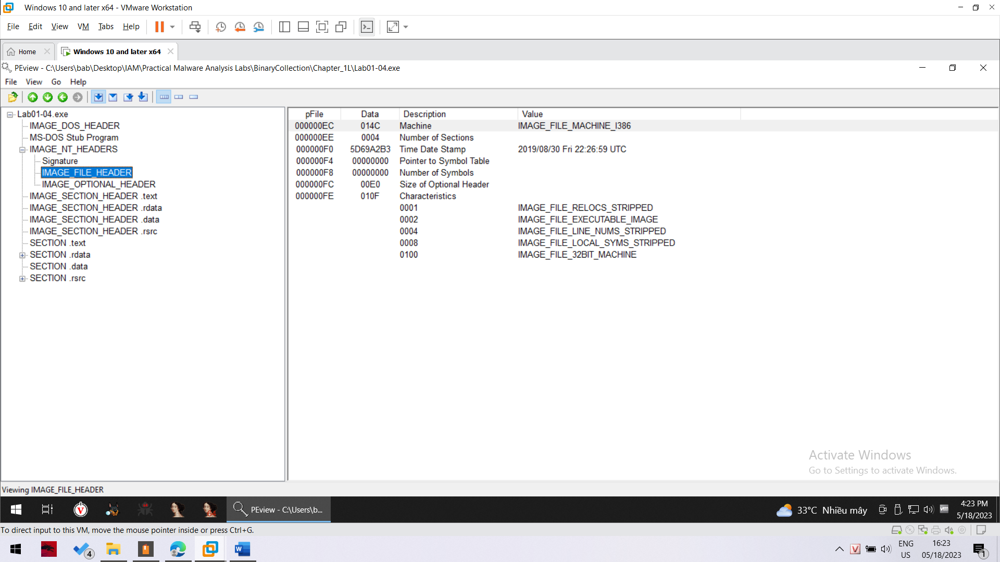 Windows 10 and later x64 - VMware Workstation
File Edit View VM Tabs Help
Home Windows 10 and later x64
PEview - C:\Users\bab\Desktop\IAM\Practical Malware Analysis Labs\BinaryCollection\Chapter_1L\Lab01-04.exe
File View Go Help
Lab01-04.exe
IMAGE_DOS_HEADER
MS-DOS Stub Program
IMAGE_NT_HEADERS
Signature
IMAGE_FILE_HEADER
IMAGE_OPTIONAL_HEADER
IMAGE_SECTION_HEADER .text
IMAGE_SECTION_HEADER .rdata
IMAGE_SECTION_HEADER .data
IMAGE_SECTION_HEADER .rsrc
SECTION .text
SECTION .rdata
SECTION .data
SECTION .rsrc
pFile Data Description Value
000000EC 014C Machine IMAGE_FILE_MACHINE_I386
000000EE 0004 Number of Sections
000000F0 5D69A2B3 Time Date Stamp 2019/08/30 Fri 22:26:59 UTC
000000F4 00000000 Pointer to Symbol Table
000000F8 00000000 Number of Symbols
000000FC 00E0 Size of Optional Header
000000FE 010F Characteristics
0001 IMAGE_FILE_RELOCS_STRIPPED
0002 IMAGE_FILE_EXECUTABLE_IMAGE
0004 IMAGE_FILE_LINE_NUMS_STRIPPED
0008 IMAGE_FILE_LOCAL_SYMS_STRIPPED
0100 IMAGE_FILE_32BIT_MACHINE
Activate Windows
Go to Settings to activate Windows.
Viewing IMAGE_FILE_HEADER
PEview - C:\Users\b...
33°C Nhiều mây
4:23 PM
5/18/2023
To direct input to this VM, move the mouse pointer inside or press Ctrl+G.
4
ENG
US
16:23
05/18/2023
1